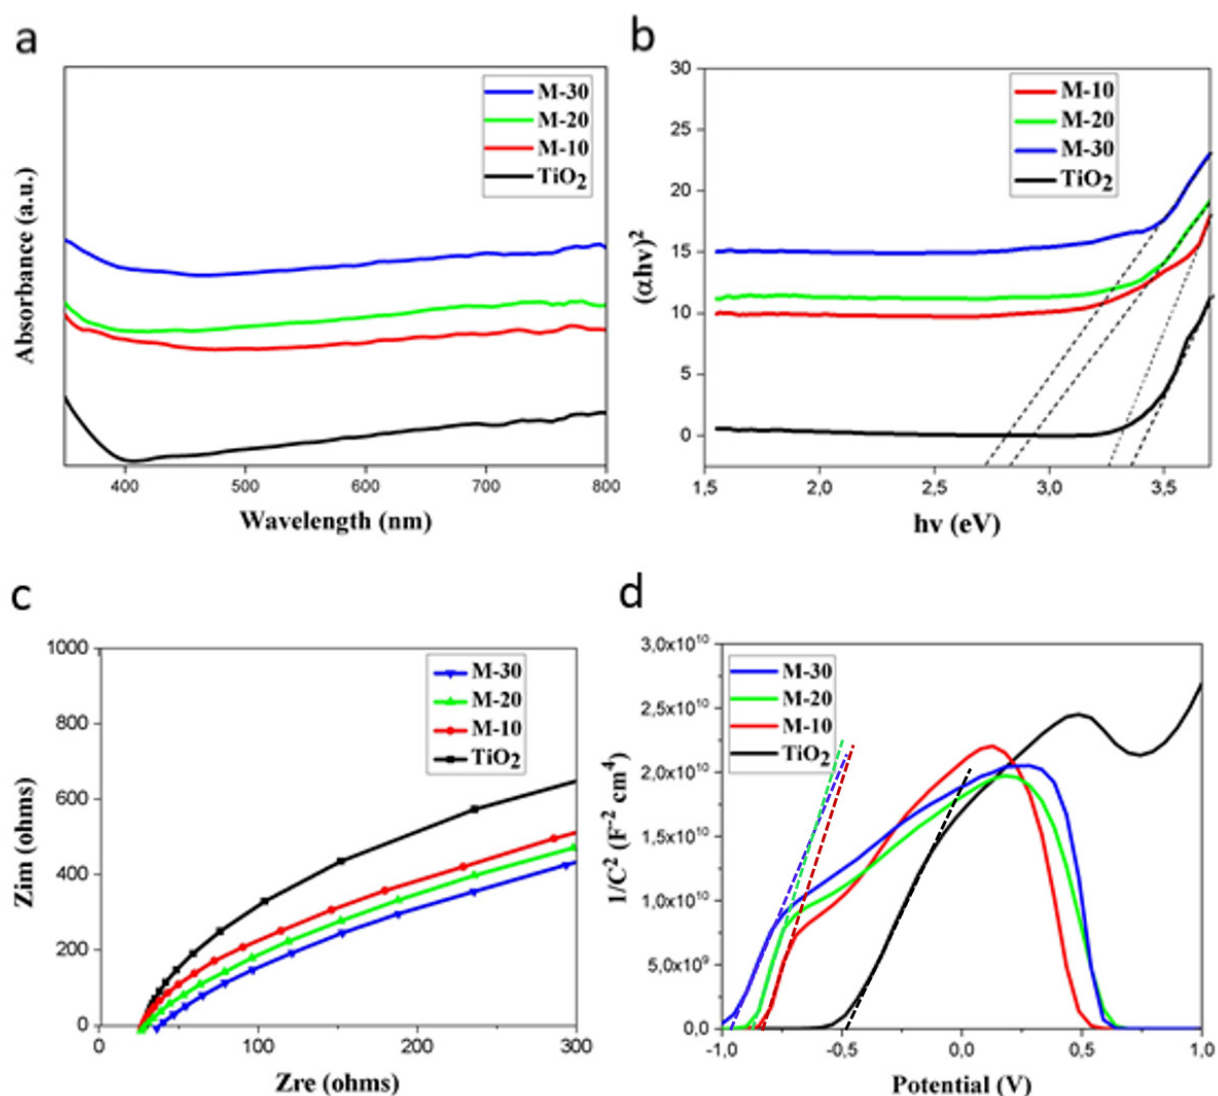 a
M-30
M-20
M-10
TiO2
Absorbance (a.u.)
400 500 600 700 800
Wavelength (nm)
b
30
25
20
15
10
5
0
M-10
M-20
M-30
TiO2
(αhν)²
1,5 2,0 2,5 3,0 3,5
hν (eV)
c
1000
800
600
400
200
0
M-30
M-20
M-10
TiO2
Zim (ohms)
0 100 200 300
Zre (ohms)
d
3,0x10¹⁰
2,5x10¹⁰
2,0x10¹⁰
1,5x10¹⁰
1,0x10¹⁰
5,0x10⁹
0,0
M-30
M-20
M-10
TiO2
1/C² (F⁻² cm⁴)
-1,0 -0,5 0,0 0,5 1,0
Potential (V)